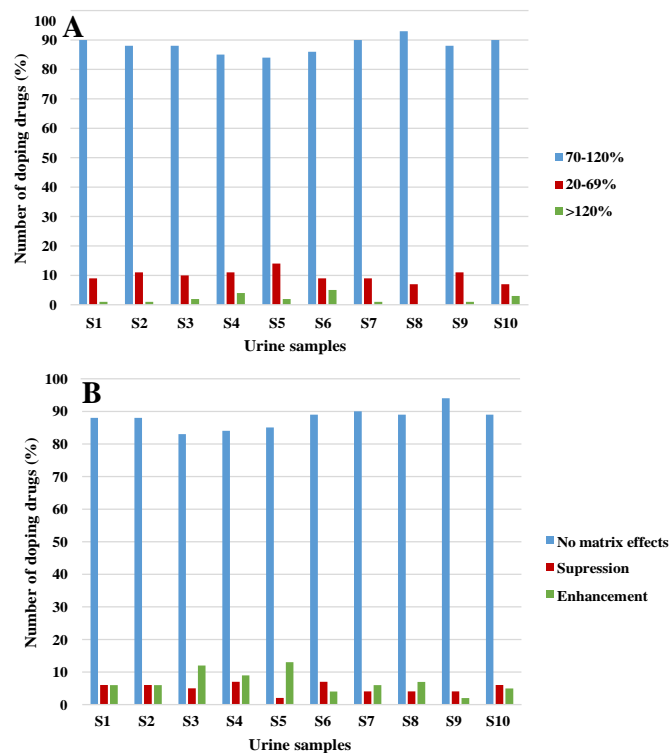 A
Number of doping drugs (%)
100
90
80
70
60
50
40
30
20
10
0
S1 S2 S3 S4 S5 S6 S7 S8 S9 S10
Urine samples
70-120%
20-69%
>120%
B
Number of doping drugs (%)
100
90
80
70
60
50
40
30
20
10
0
S1 S2 S3 S4 S5 S6 S7 S8 S9 S10
Urine samples
No matrix effects
Supression
Enhancement